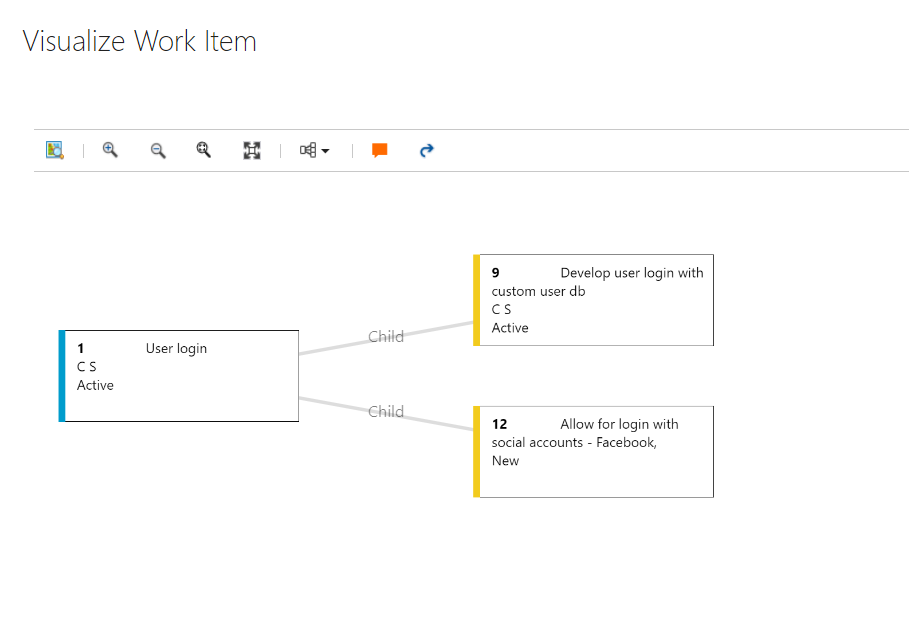 Visualize Work Item
1 User login
C S
Active
Child
Child
9 Develop user login with
custom user db
C S
Active
12 Allow for login with
social accounts - Facebook,
New